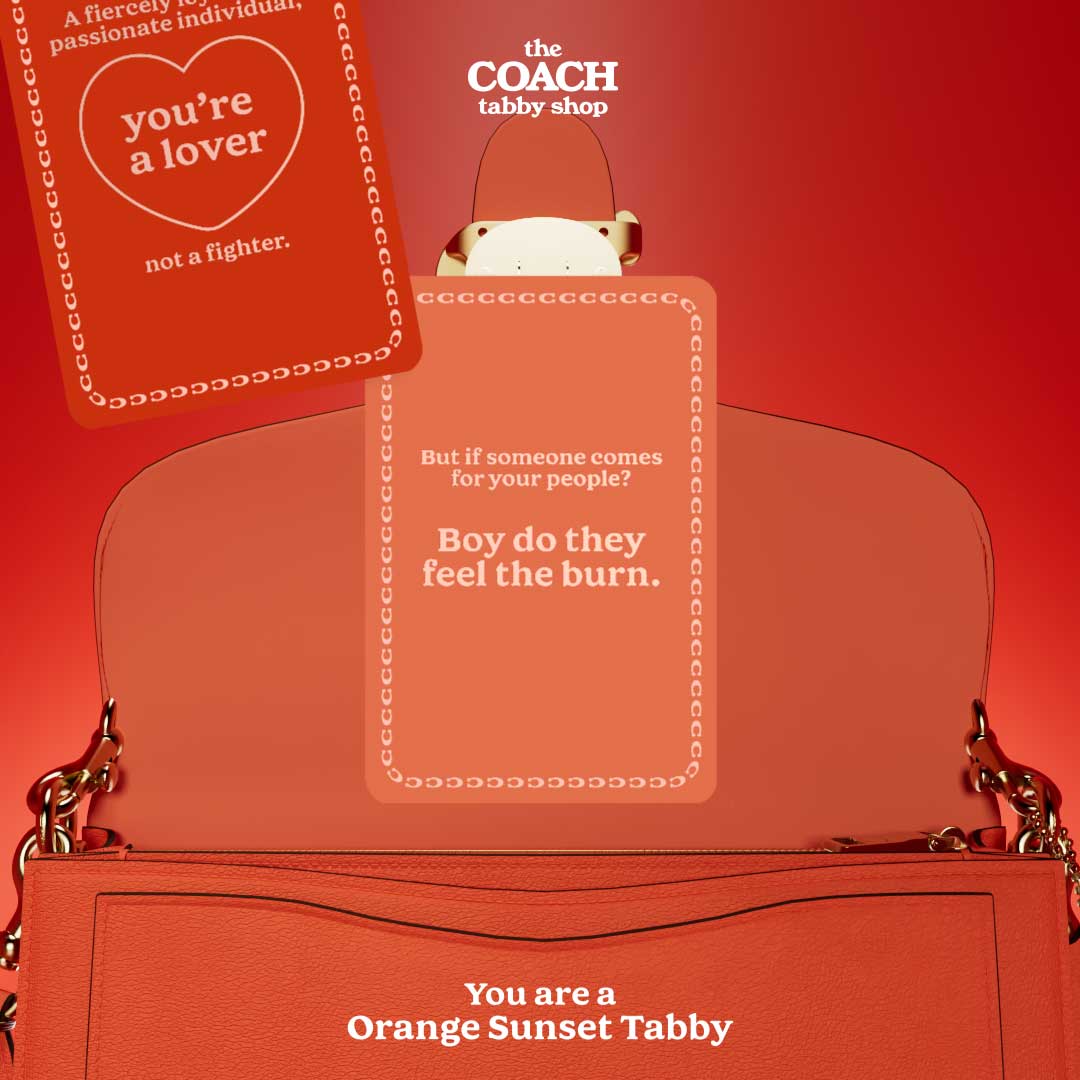 the
COACH
tabby shop
A fiercely
passionate individual,
you're
a lover
not a fighter.
But if someone comes
for your people?
Boy do they
feel the burn.
You are a
Orange Sunset Tabby